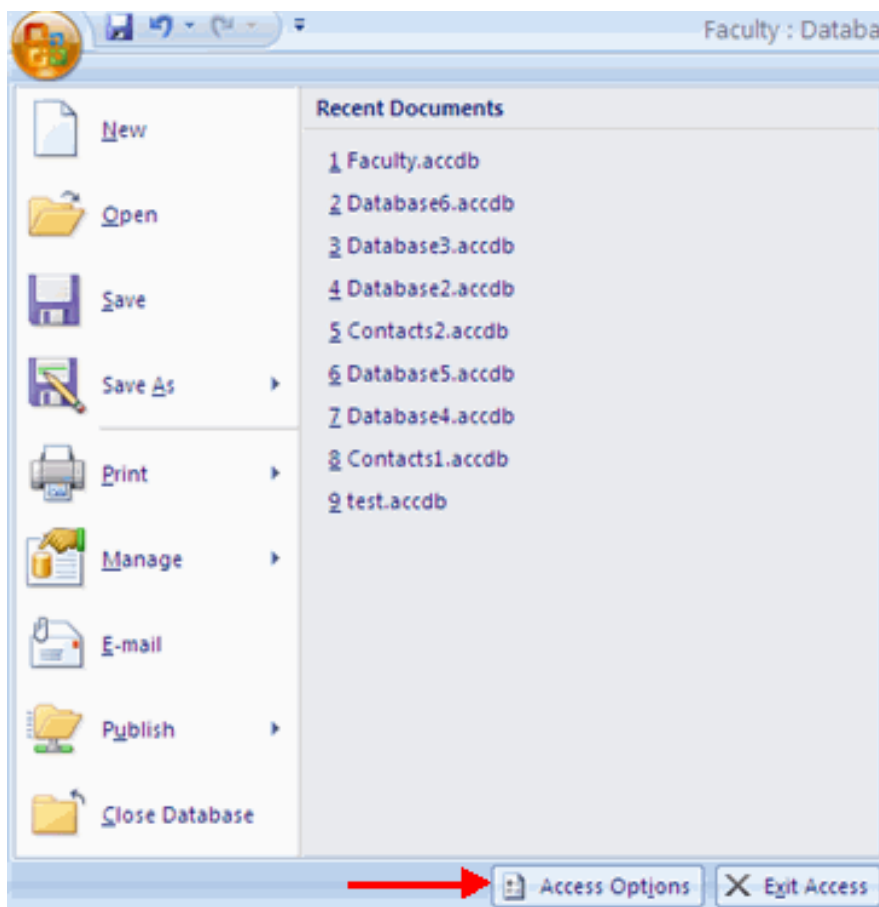 Faculty : Databa
New
Open
Save
Save As
Print
Manage
E-mail
Publish
Close Database
Recent Documents
1 Faculty.accdb
2 Database6.accdb
3 Database3.accdb
4 Database2.accdb
5 Contacts2.accdb
6 Database5.accdb
7 Database4.accdb
8 Contacts1.accdb
9 test.accdb
Access Options
Exit Access